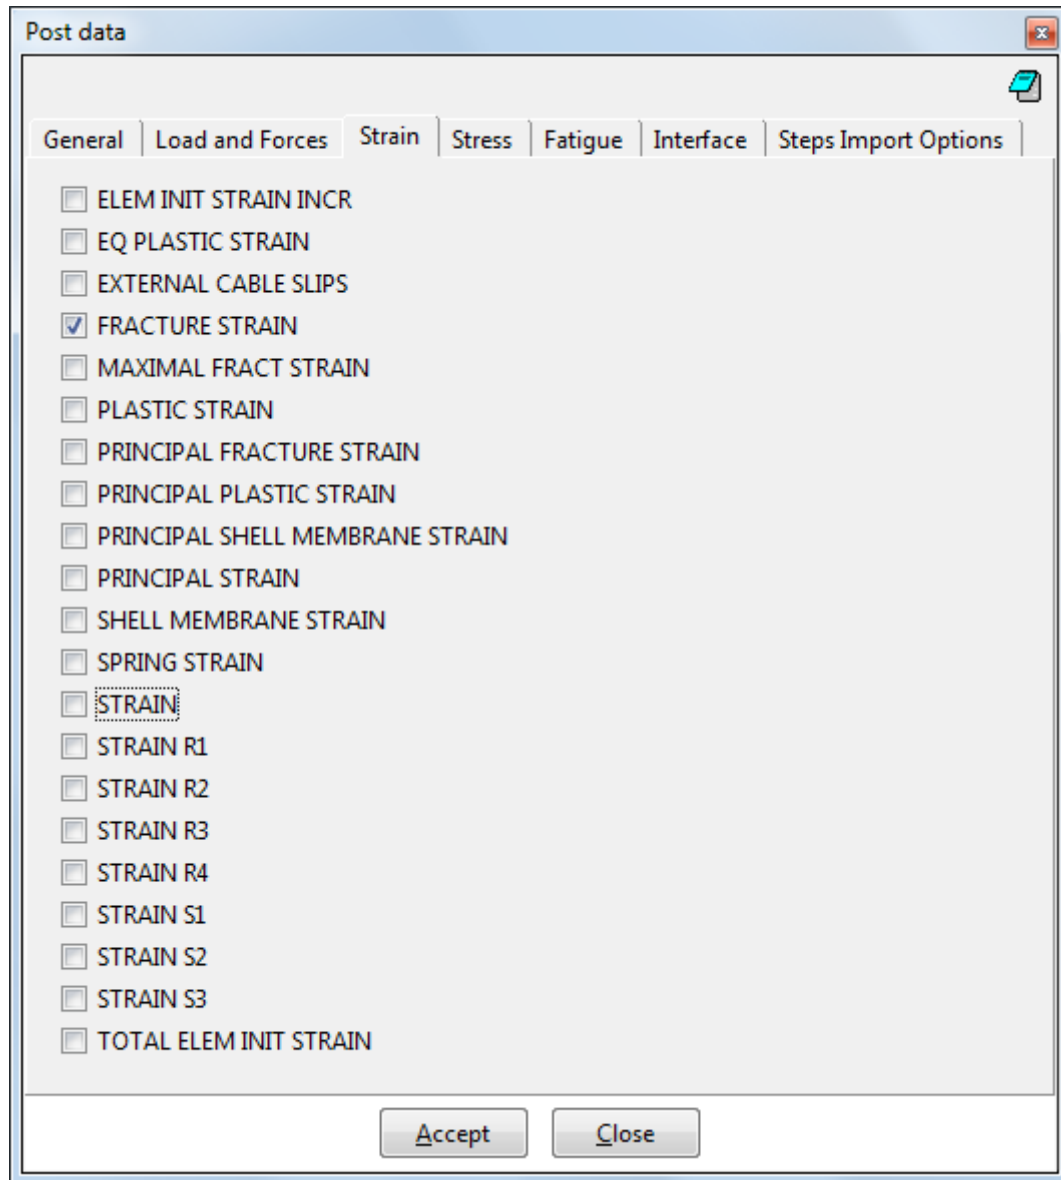 Post data
General Load and Forces Strain Stress Fatigue Interface Steps Import Options
ELEM INIT STRAIN INCR
EQ PLASTIC STRAIN
EXTERNAL CABLE SLIPS
FRACTURE STRAIN
MAXIMAL FRACT STRAIN
PLASTIC STRAIN
PRINCIPAL FRACTURE STRAIN
PRINCIPAL PLASTIC STRAIN
PRINCIPAL SHELL MEMBRANE STRAIN
PRINCIPAL STRAIN
SHELL MEMBRANE STRAIN
SPRING STRAIN
STRAIN
STRAIN R1
STRAIN R2
STRAIN R3
STRAIN R4
STRAIN S1
STRAIN S2
STRAIN S3
TOTAL ELEM INIT STRAIN
Accept Close